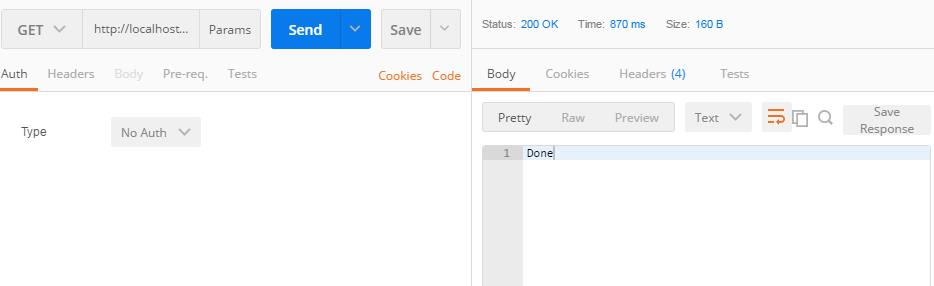 GET http://localhost... Params Send Save
Auth Headers Body Pre-req. Tests Cookies Code
Type No Auth
Status: 200 OK Time: 870 ms Size: 160 B
Body Cookies Headers (4) Tests
Pretty Raw Preview Text Save
Response
1 Done